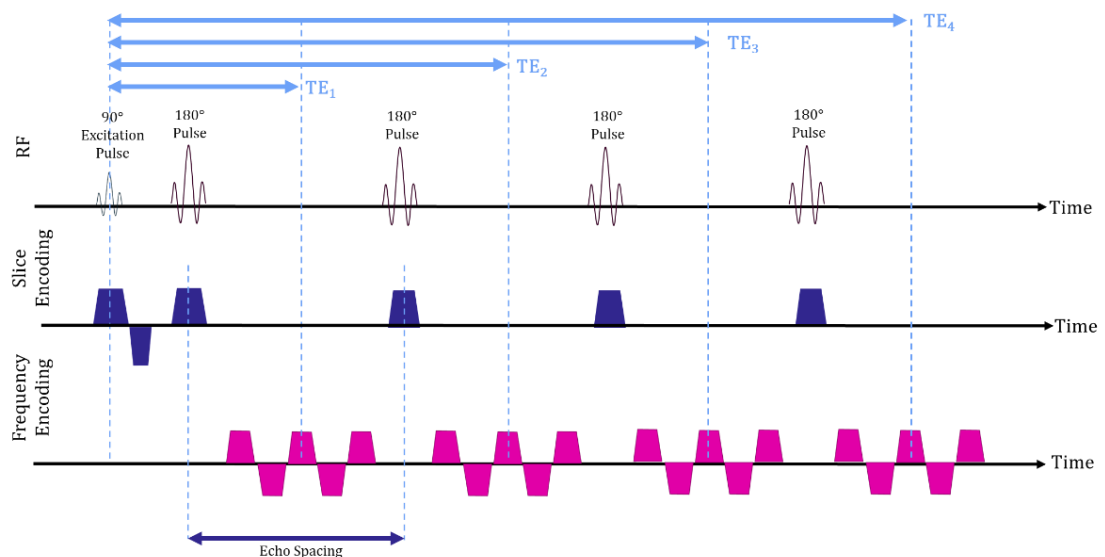 TE₄
TE₃
TE₂
TE₁
90°
Excitation
Pulse
180°
Pulse
180°
Pulse
180°
Pulse
180°
Pulse
RF
Time
Slice
Encoding
Time
Frequency
Encoding
Time
Echo Spacing